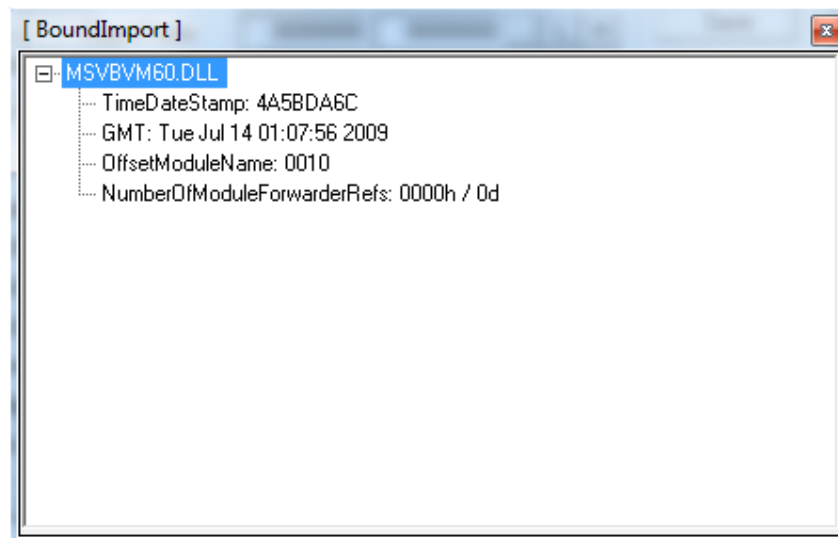 [ BoundImport ]
MSVBVM60.DLL
TimeDateStamp: 4A5BDA6C
GMT: Tue Jul 14 01:07:56 2009
OffsetModuleName: 0010
NumberOfModuleForwarderRefs: 0000h / 0d